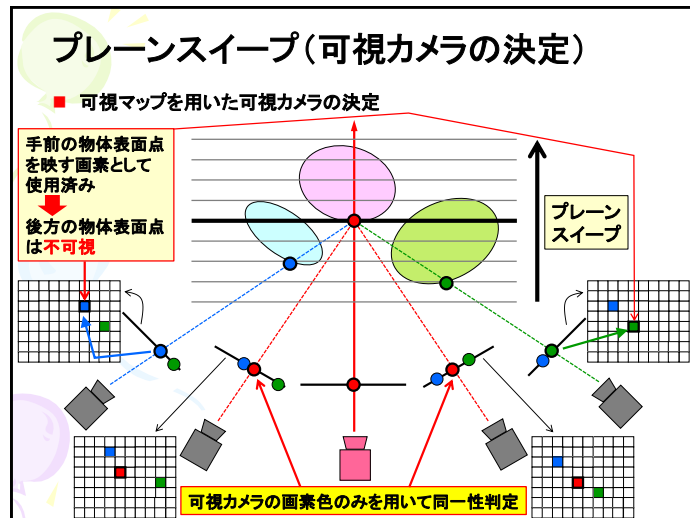 プレーンスイープ(可視カメラの決定)
可視マップを用いた可視カメラの決定
手前の物体表面点
を映す画素として
使用済み
後方の物体表面点
は不可視
プレーン
スイープ
可視カメラの画素色のみを用いて同一性判定